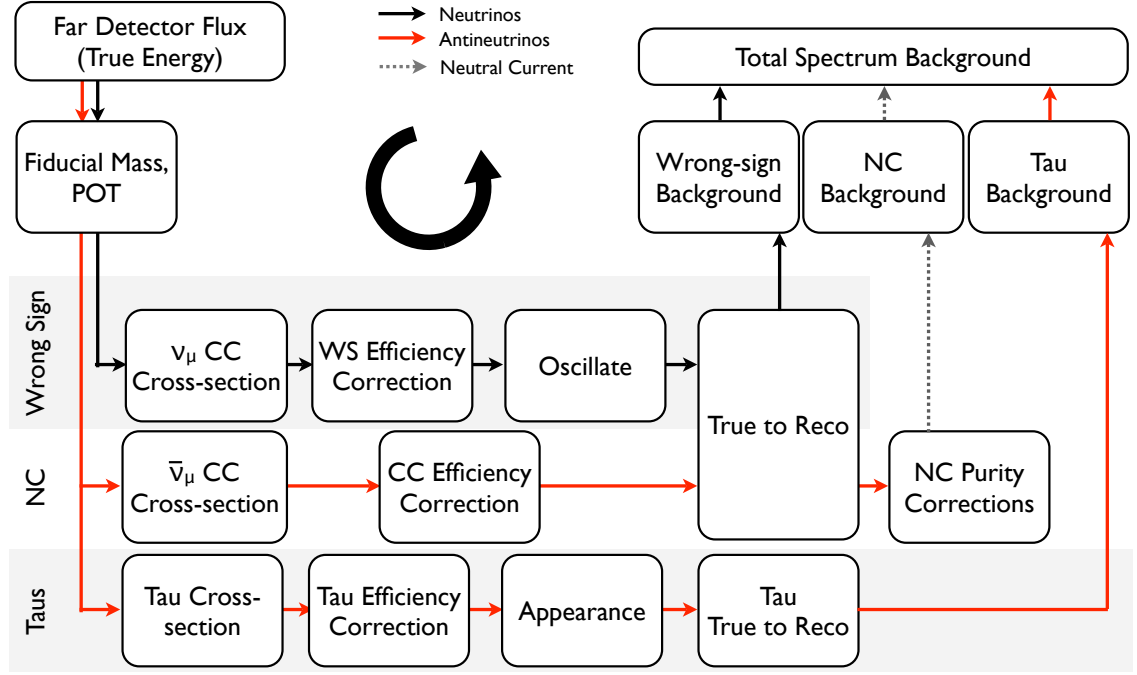 Far Detector Flux
(True Energy)
Neutrinos
Antineutrinos
Neutral Current
Total Spectrum Background
Fiducial Mass,
POT
Wrong-sign
Background
NC
Background
Tau
Background
Wrong Sign
νμ CC
Cross-section
WS Efficiency
Correction
Oscillate
True to Reco
NC
ν̅μ CC
Cross-section
CC Efficiency
Correction
NC Purity
Corrections
Taus
Tau Cross-
section
Tau Efficiency
Correction
Appearance
Tau
True to Reco